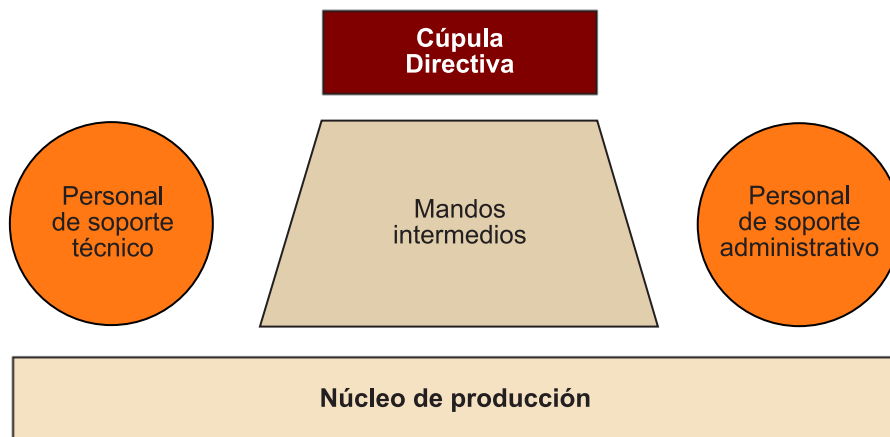 Cúpula
Directiva
Personal
de soporte
técnico
Mandos
intermedios
Personal
de soporte
administrativo
Núcleo de producción